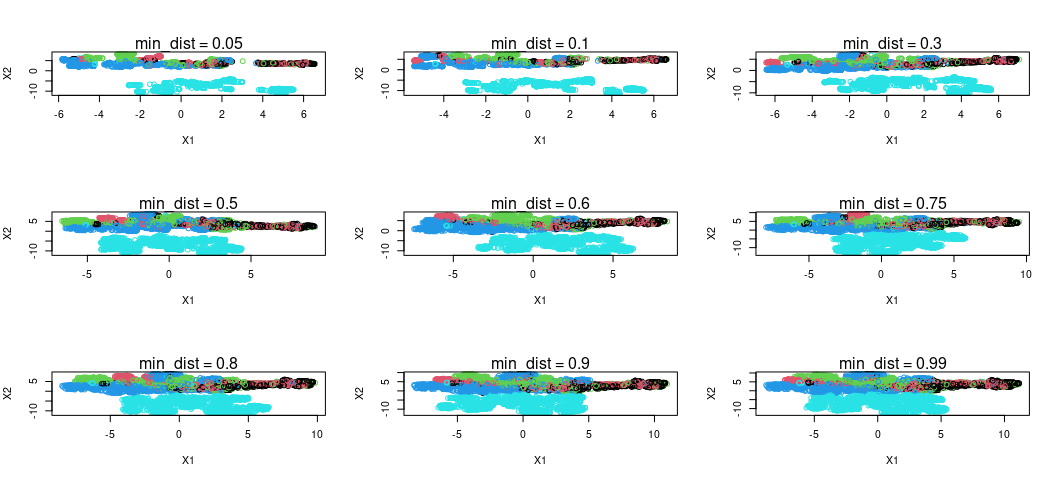 min_dist = 0.05
min_dist = 0.1
min_dist = 0.3
X2
0
-10
-6 -4 -2 0 2 4 6
X1
X2
0
-10
-4 -2 0 2 4 6
X1
X2
0
-10
-6 -4 -2 0 2 4 6
X1
min_dist = 0.5
min_dist = 0.6
min_dist = 0.75
X2
5
-10
-5 0 5
X1
X2
0
-10
-5 0 5
X1
X2
5
-10
-5 0 5 10
X1
min_dist = 0.8
min_dist = 0.9
min_dist = 0.99
X2
5
-10
-5 0 5 10
X1
X2
5
-10
-5 0 5 10
X1
X2
5
-10
-5 0 5 10
X1